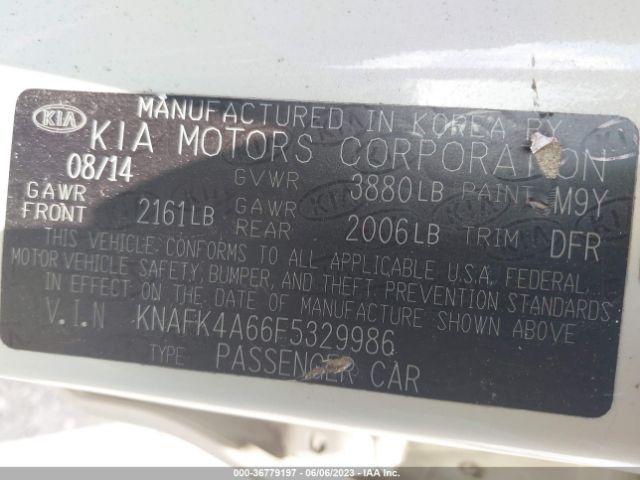 KIA MANUFACTURED IN KOREA BY
KIA MOTORS CORPORATION
08/14 GVWR 3880LB PAINT M9Y
GAWR FRONT 2161LB GAWR REAR 2006LB TRIM DFR
THIS VEHICLE CONFORMS TO ALL APPLICABLE U.S.A. FEDERAL
MOTOR VEHICLE SAFETY, BUMPER, AND THEFT PREVENTION STANDARDS
IN EFFECT ON THE DATE OF MANUFACTURE SHOWN ABOVE
V.I.N KNAFK4A66F5329986
TYPE PASSENGER CAR
000-36779197 - 06/06/2023 - IAAI.COM